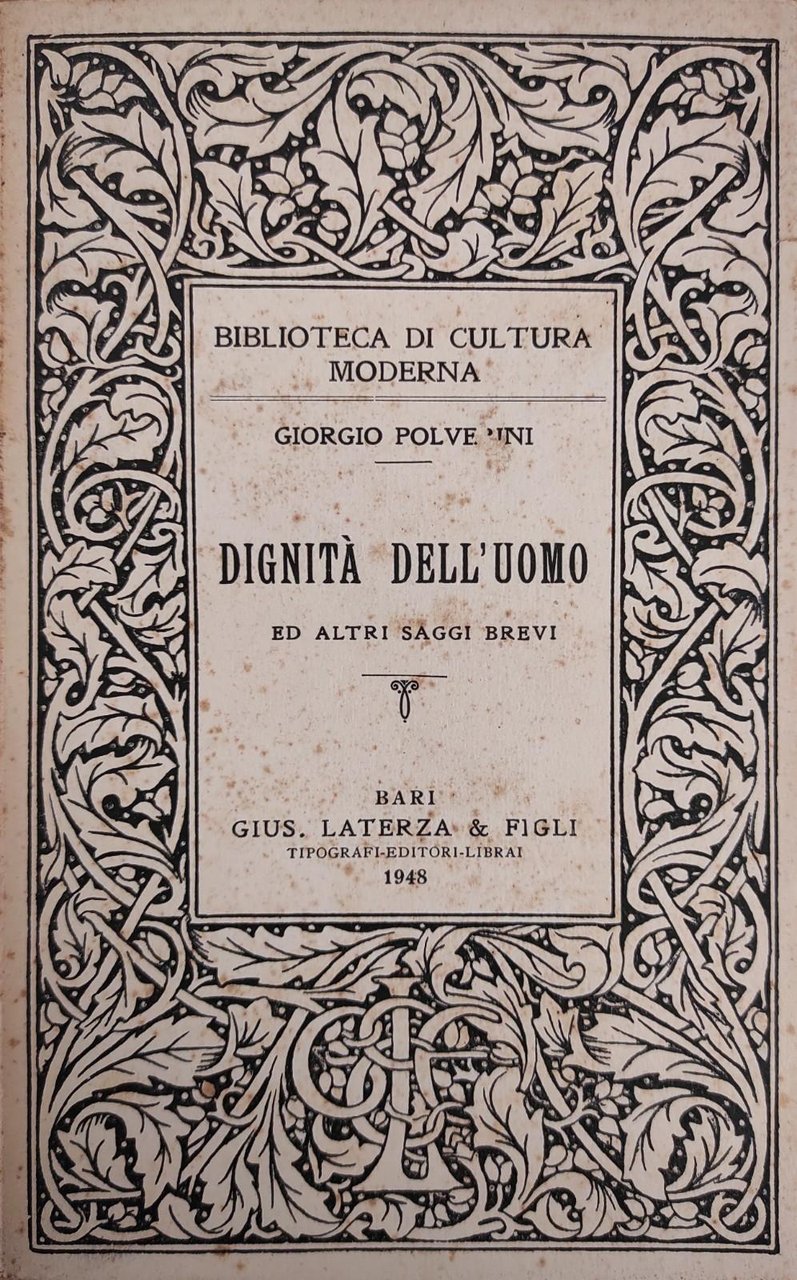 BIBLIOTECA DI CULTURA
MODERNA
GIORGIO
DIGNITÀ DELL'UOMO
ED ALTRI SAGGI BREVI
BARI
GIUS. LATERZA & FIGLI
TIPOGRAFI-EDITORI-LIBRAI
1948